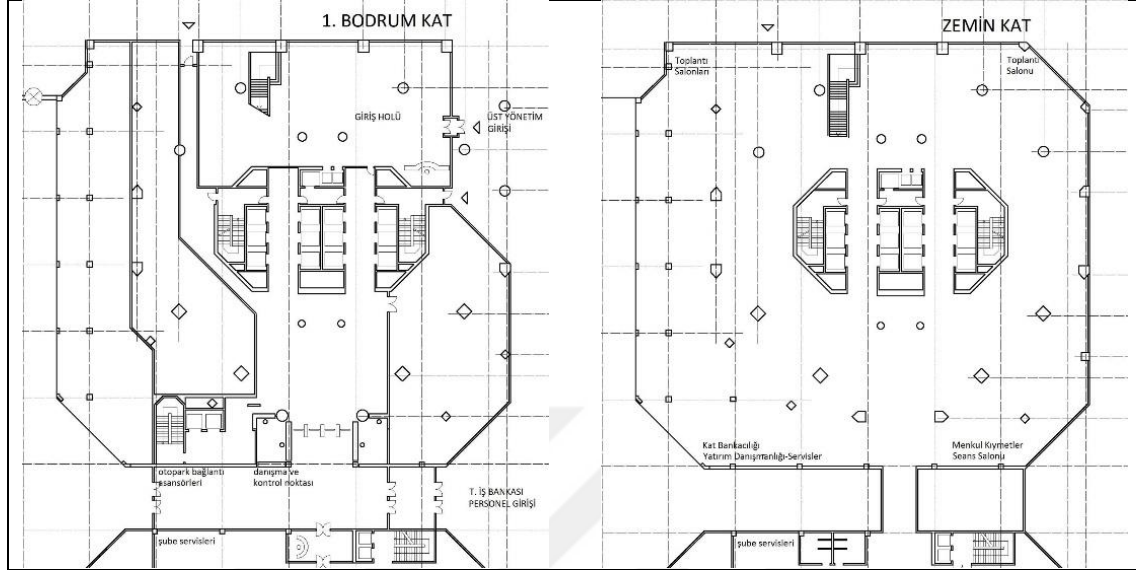 1. BODRUM KAT
GİRİŞ HOLÜ
ÜST YÖNETİM
GİRİŞİ
otopark bağlantı
asansörleri
danışma ve
kontrol noktası
T. İŞ BANKASI
PERSONEL GİRİŞİ
şube servisleri
ZEMİN KAT
Toplantı
Salonları
Toplantı
Salonu
Kat Bankacılığı
Yatırım Danışmanlığı-Servisler
Menkul Kıymetler
Seans Salonu
şube servisleri